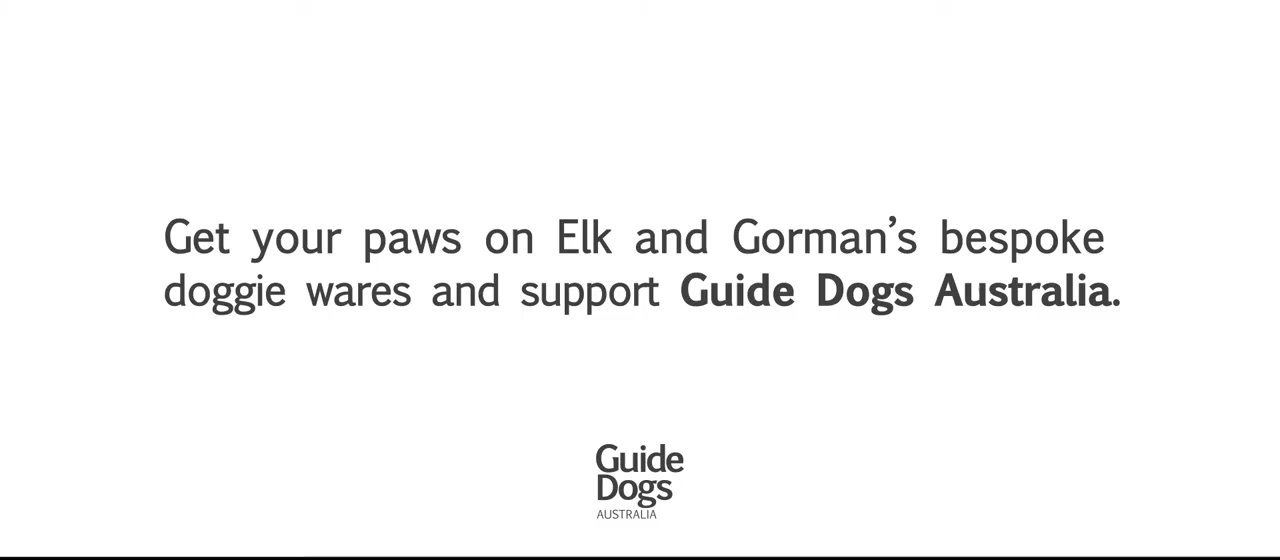 Get your paws on Elk and Gorman’s bespoke
doggie wares and support Guide Dogs Australia.
Guide
Dogs
AUSTRALIA